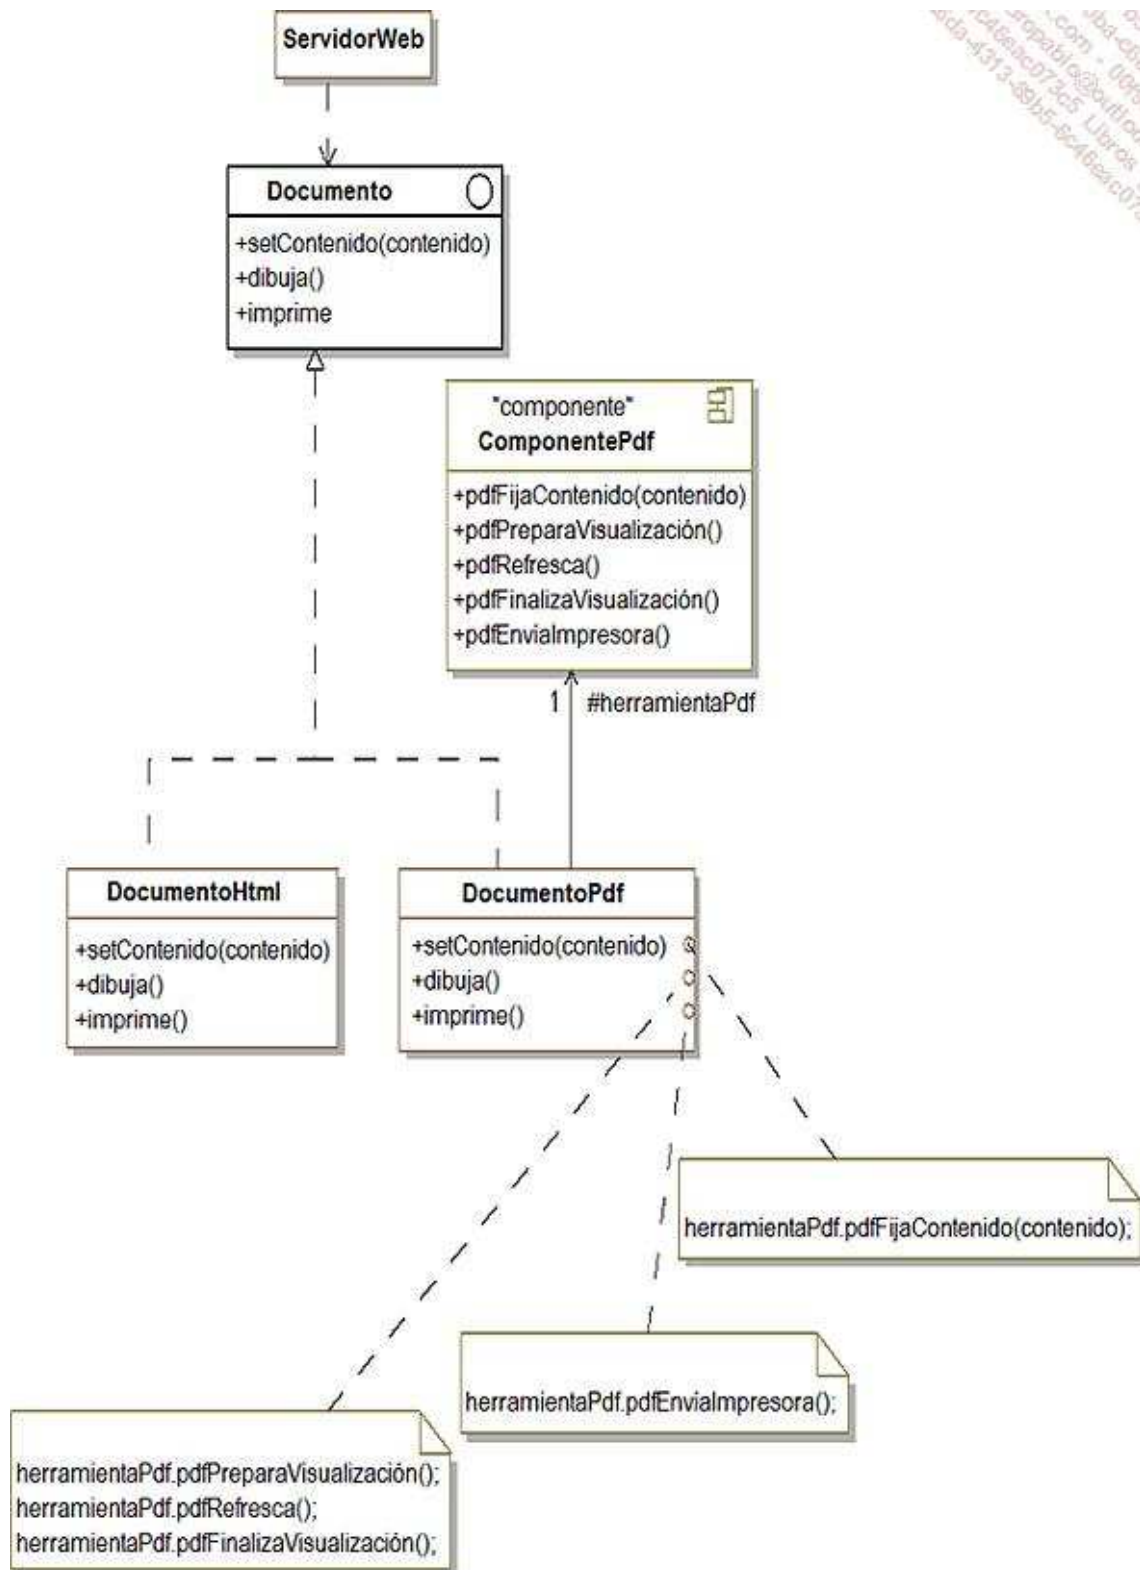 ServidorWeb
Documento
+setContenido(contenido)
+dibuja()
+imprime
"componente"
ComponentePdf
+pdfFijaContenido(contenido)
+pdfPreparaVisualización()
+pdfRefresca()
+pdfFinalizaVisualización()
+pdfEnviaImpresora()
1 #herramientaPdf
DocumentoHtml
+setContenido(contenido)
+dibuja()
+imprime()
DocumentoPdf
+setContenido(contenido)
+dibuja()
+imprime()
herramientaPdf.pdfFijaContenido(contenido);
herramientaPdf.pdfEnviaImpresora();
herramientaPdf.pdfPreparaVisualización();
herramientaPdf.pdfRefresca();
herramientaPdf.pdfFinalizaVisualización();